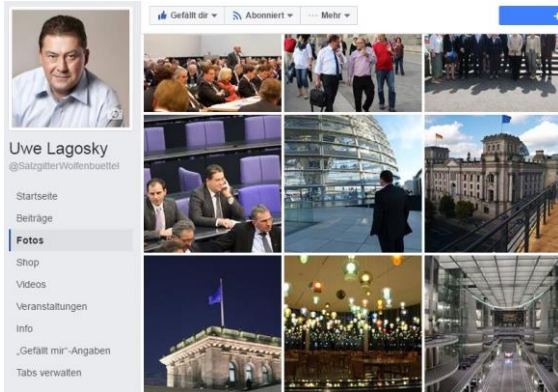 Gefällt dir
Abonniert
··· Mehr
Uwe Lagosky
@SalzgitterWolfenbuettel
Startseite
Beiträge
Fotos
Shop
Videos
Veranstaltungen
Info
„Gefällt mir“-Angaben
Tabs verwalten